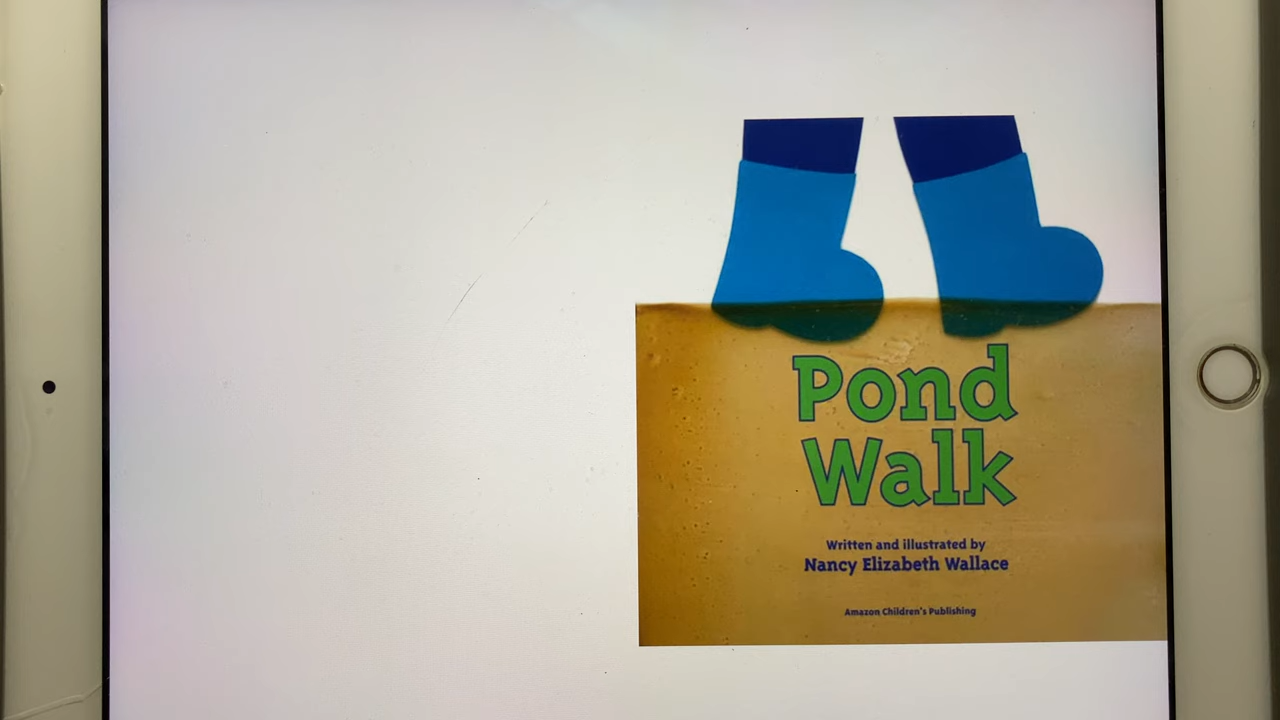 Pond
Walk
Written and illustrated by
Nancy Elizabeth Wallace
Amazon Children's Publishing